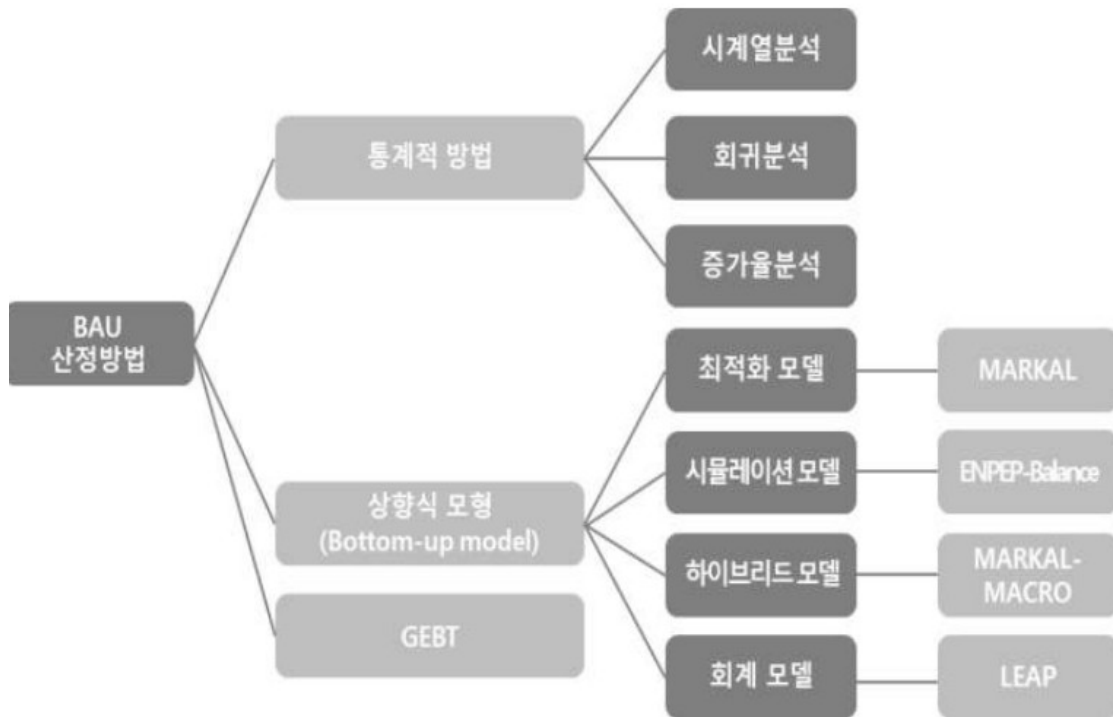 BAU
산정방법
통계적 방법
시계열분석
회귀분석
증가율분석
상향식 모형
(Bottom-up model)
최적화 모델
MARKAL
시뮬레이션 모델
ENPEP-Balance
하이브리드 모델
MARKAL-
MACRO
회계 모델
LEAP
GEBT